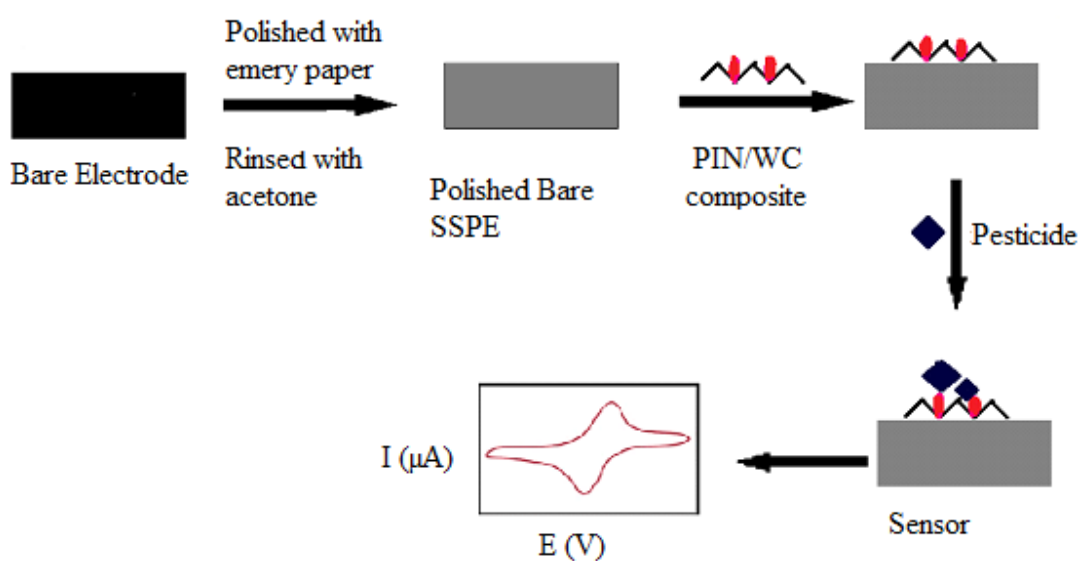 Polished with
emery paper
Bare Electrode
Rinsed with
acetone
Polished Bare
SSPE
PIN/WC
composite
Pesticide
Sensor
I (μA)
E (V)